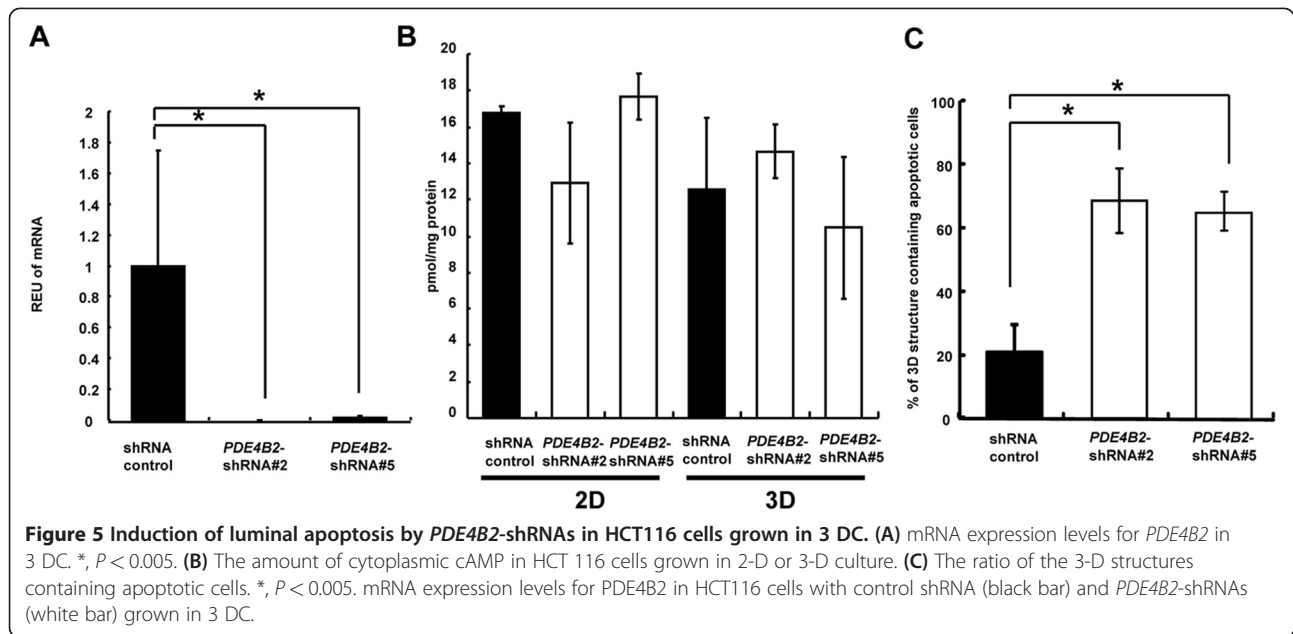 A
*
*
2
1.8
1.6
1.4
1.2
1
0.8
0.6
0.4
0.2
0
REU of mRNA
shRNA control
PDE4B2-shRNA#2
PDE4B2-shRNA#5
B
20
18
16
14
12
10
8
6
4
2
0
pmol/mg protein
shRNA control
PDE4B2-shRNA#2
PDE4B2-shRNA#5
shRNA control
PDE4B2-shRNA#2
PDE4B2-shRNA#5
2D
3D
C
*
*
100
80
60
40
20
0
% of 3D structure containing apoptotic cells
shRNA control
PDE4B2-shRNA#2
PDE4B2-shRNA#5
Figure 5 Induction of luminal apoptosis by PDE4B2-shRNAs in HCT116 cells grown in 3 DC. (A) mRNA expression levels for PDE4B2 in
3 DC. *, P < 0.005. (B) The amount of cytoplasmic cAMP in HCT 116 cells grown in 2-D or 3-D culture. (C) The ratio of the 3-D structures
containing apoptotic cells. *, P < 0.005. mRNA expression levels for PDE4B2 in HCT116 cells with control shRNA (black bar) and PDE4B2-shRNAs
(white bar) grown in 3 DC.